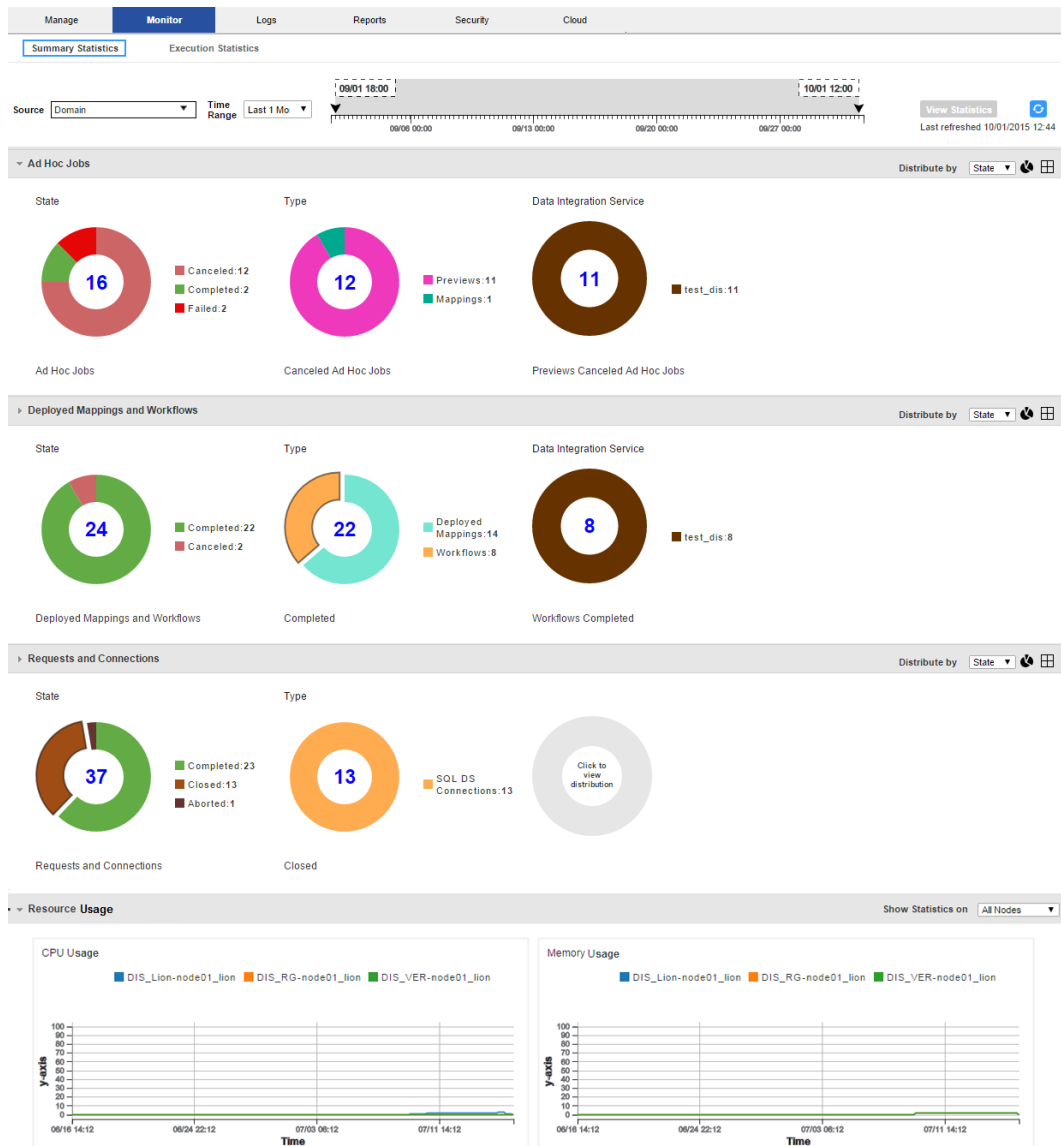 Manage Monitor Logs Reports Security Cloud
Summary Statistics Execution Statistics
09/01 18:00 10/01 12:00
Source Domain Time Range Last 1 Mo View Statistics
09/06 00:00 09/13 00:00 09/20 00:00 09/27 00:00 Last refreshed 10/01/2015 12:44
Ad Hoc Jobs Distribute by State
State Type Data Integration Service
16 Canceled:12 12 Previews:11 11 test_dis:11
Completed:2 Mappings:1
Failed:2
Ad Hoc Jobs Canceled Ad Hoc Jobs Previews Canceled Ad Hoc Jobs
Deployed Mappings and Workflows Distribute by State
State Type Data Integration Service
24 Completed:22 22 Deployed Mappings:14 8 test_dis:8
Canceled:2 Workflows:8
Deployed Mappings and Workflows Completed Workflows Completed
Requests and Connections Distribute by State
State Type
37 Completed:23 13 SQL DS Connections:13 Click to view distribution
Closed:13
Aborted:1
Requests and Connections Closed
Resource Usage Show Statistics on All Nodes
CPU Usage
DIS_Lion-node01_lion DIS_RG-node01_lion DIS_VER-node01_lion
y-axis
100
90
80
70
60
50
40
30
20
10
0
06/16 14:12 06/24 22:12 07/03 06:12 07/11 14:12
Time
Memory Usage
DIS_Lion-node01_lion DIS_RG-node01_lion DIS_VER-node01_lion
y-axis
100
90
80
70
60
50
40
30
20
10
0
06/16 14:12 06/24 22:12 07/03 06:12 07/11 14:12
Time